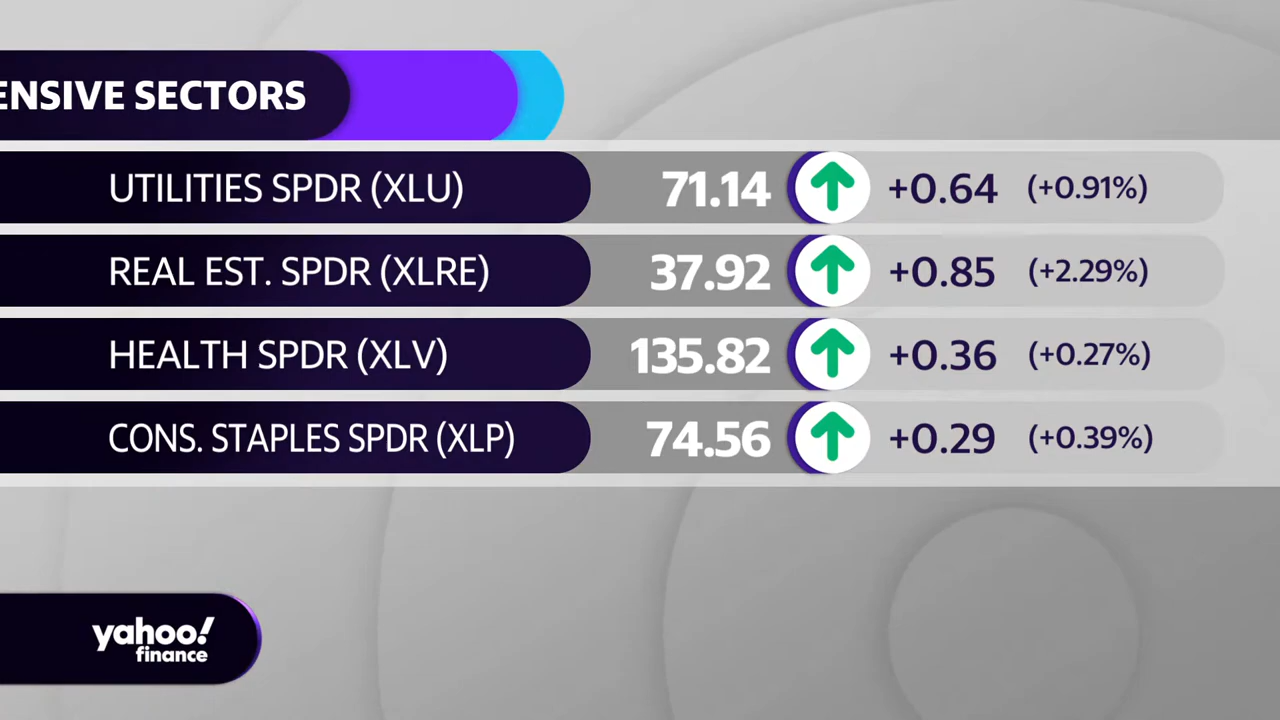 ENSIVE SECTORS
UTILITIES SPDR (XLU) 71.14 +0.64 (+0.91%)
REAL EST. SPDR (XLRE) 37.92 +0.85 (+2.29%)
HEALTH SPDR (XLV) 135.82 +0.36 (+0.27%)
CONS. STAPLES SPDR (XLP) 74.56 +0.29 (+0.39%)
yahoo!
finance